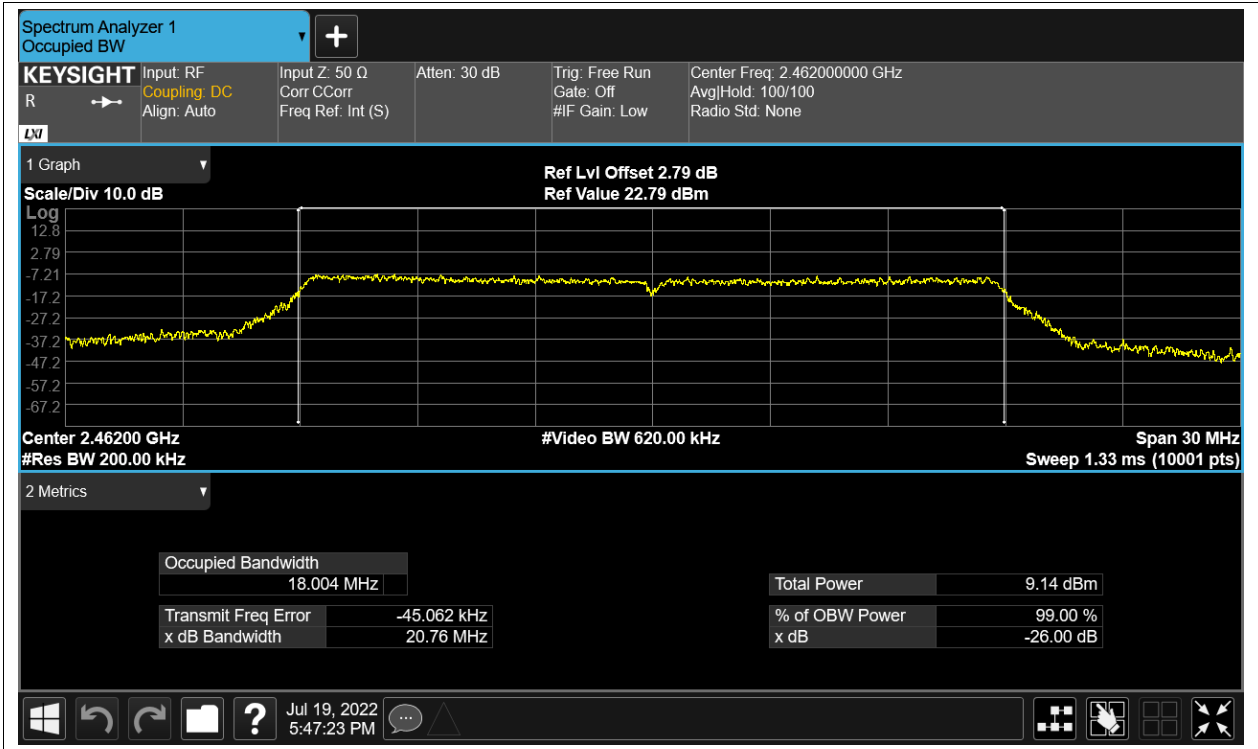 Spectrum Analyzer 1
Occupied BW
KEYSIGHT
R
LXI
Input: RF
Coupling: DC
Align: Auto
Input Z: 50 Ω
Corr CCorr
Freq Ref: Int (S)
Atten: 30 dB
Trig: Free Run
Gate: Off
#IF Gain: Low
Center Freq: 2.462000000 GHz
Avg|Hold: 100/100
Radio Std: None
1 Graph
Scale/Div 10.0 dB
Ref Lvl Offset 2.79 dB
Ref Value 22.79 dBm
Log
12.8
2.79
-7.21
-17.2
-27.2
-37.2
-47.2
-57.2
-67.2
Center 2.46200 GHz
#Video BW 620.00 kHz
Span 30 MHz
#Res BW 200.00 kHz
Sweep 1.33 ms (10001 pts)
2 Metrics
Occupied Bandwidth
18.004 MHz
Total Power 9.14 dBm
Transmit Freq Error -45.062 kHz
% of OBW Power 99.00 %
x dB Bandwidth 20.76 MHz
x dB -26.00 dB
?
Jul 19, 2022
5:47:23 PM